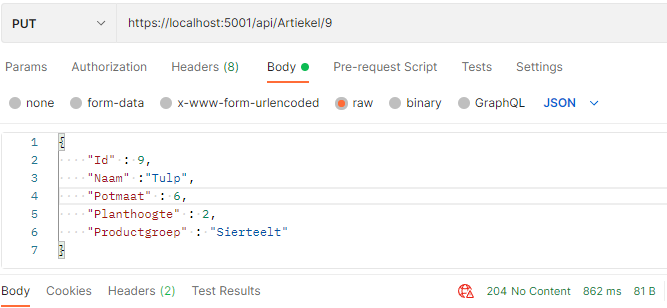 PUT https://localhost:5001/api/Artiekel/9
Params Authorization Headers (8) Body Pre-request Script Tests Settings
none form-data x-www-form-urlencoded raw binary GraphQL JSON
1 {
2 "Id" : 9,
3 "Naam" :"Tulp",
4 "Potmaat" : 6,
5 "Planthoogte" : 2,
6 "Productgroep" : "Sierteelt"
7 }
Body Cookies Headers (2) Test Results 204 No Content 862 ms 81 B